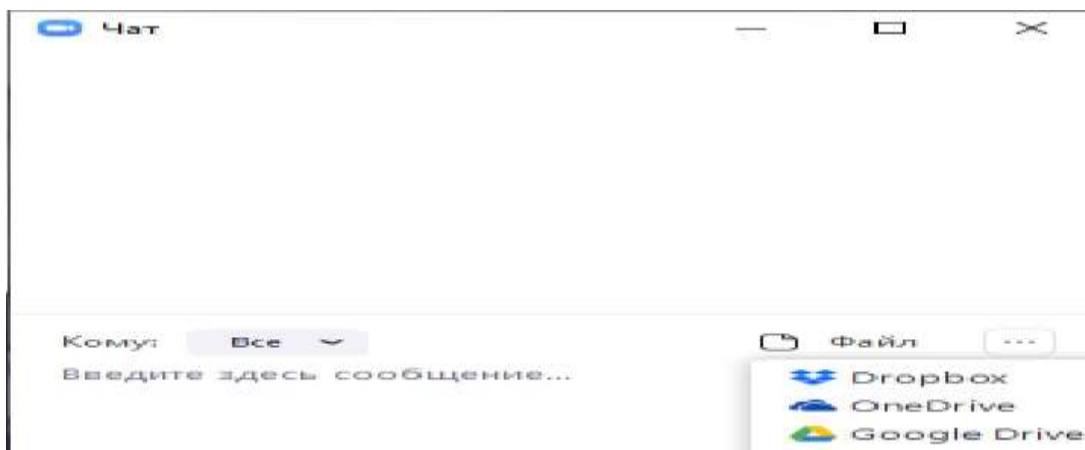 Чат
Кому: Все Файл ...
Введите здесь сообщение...
Dropbox
OneDrive
Google Drive